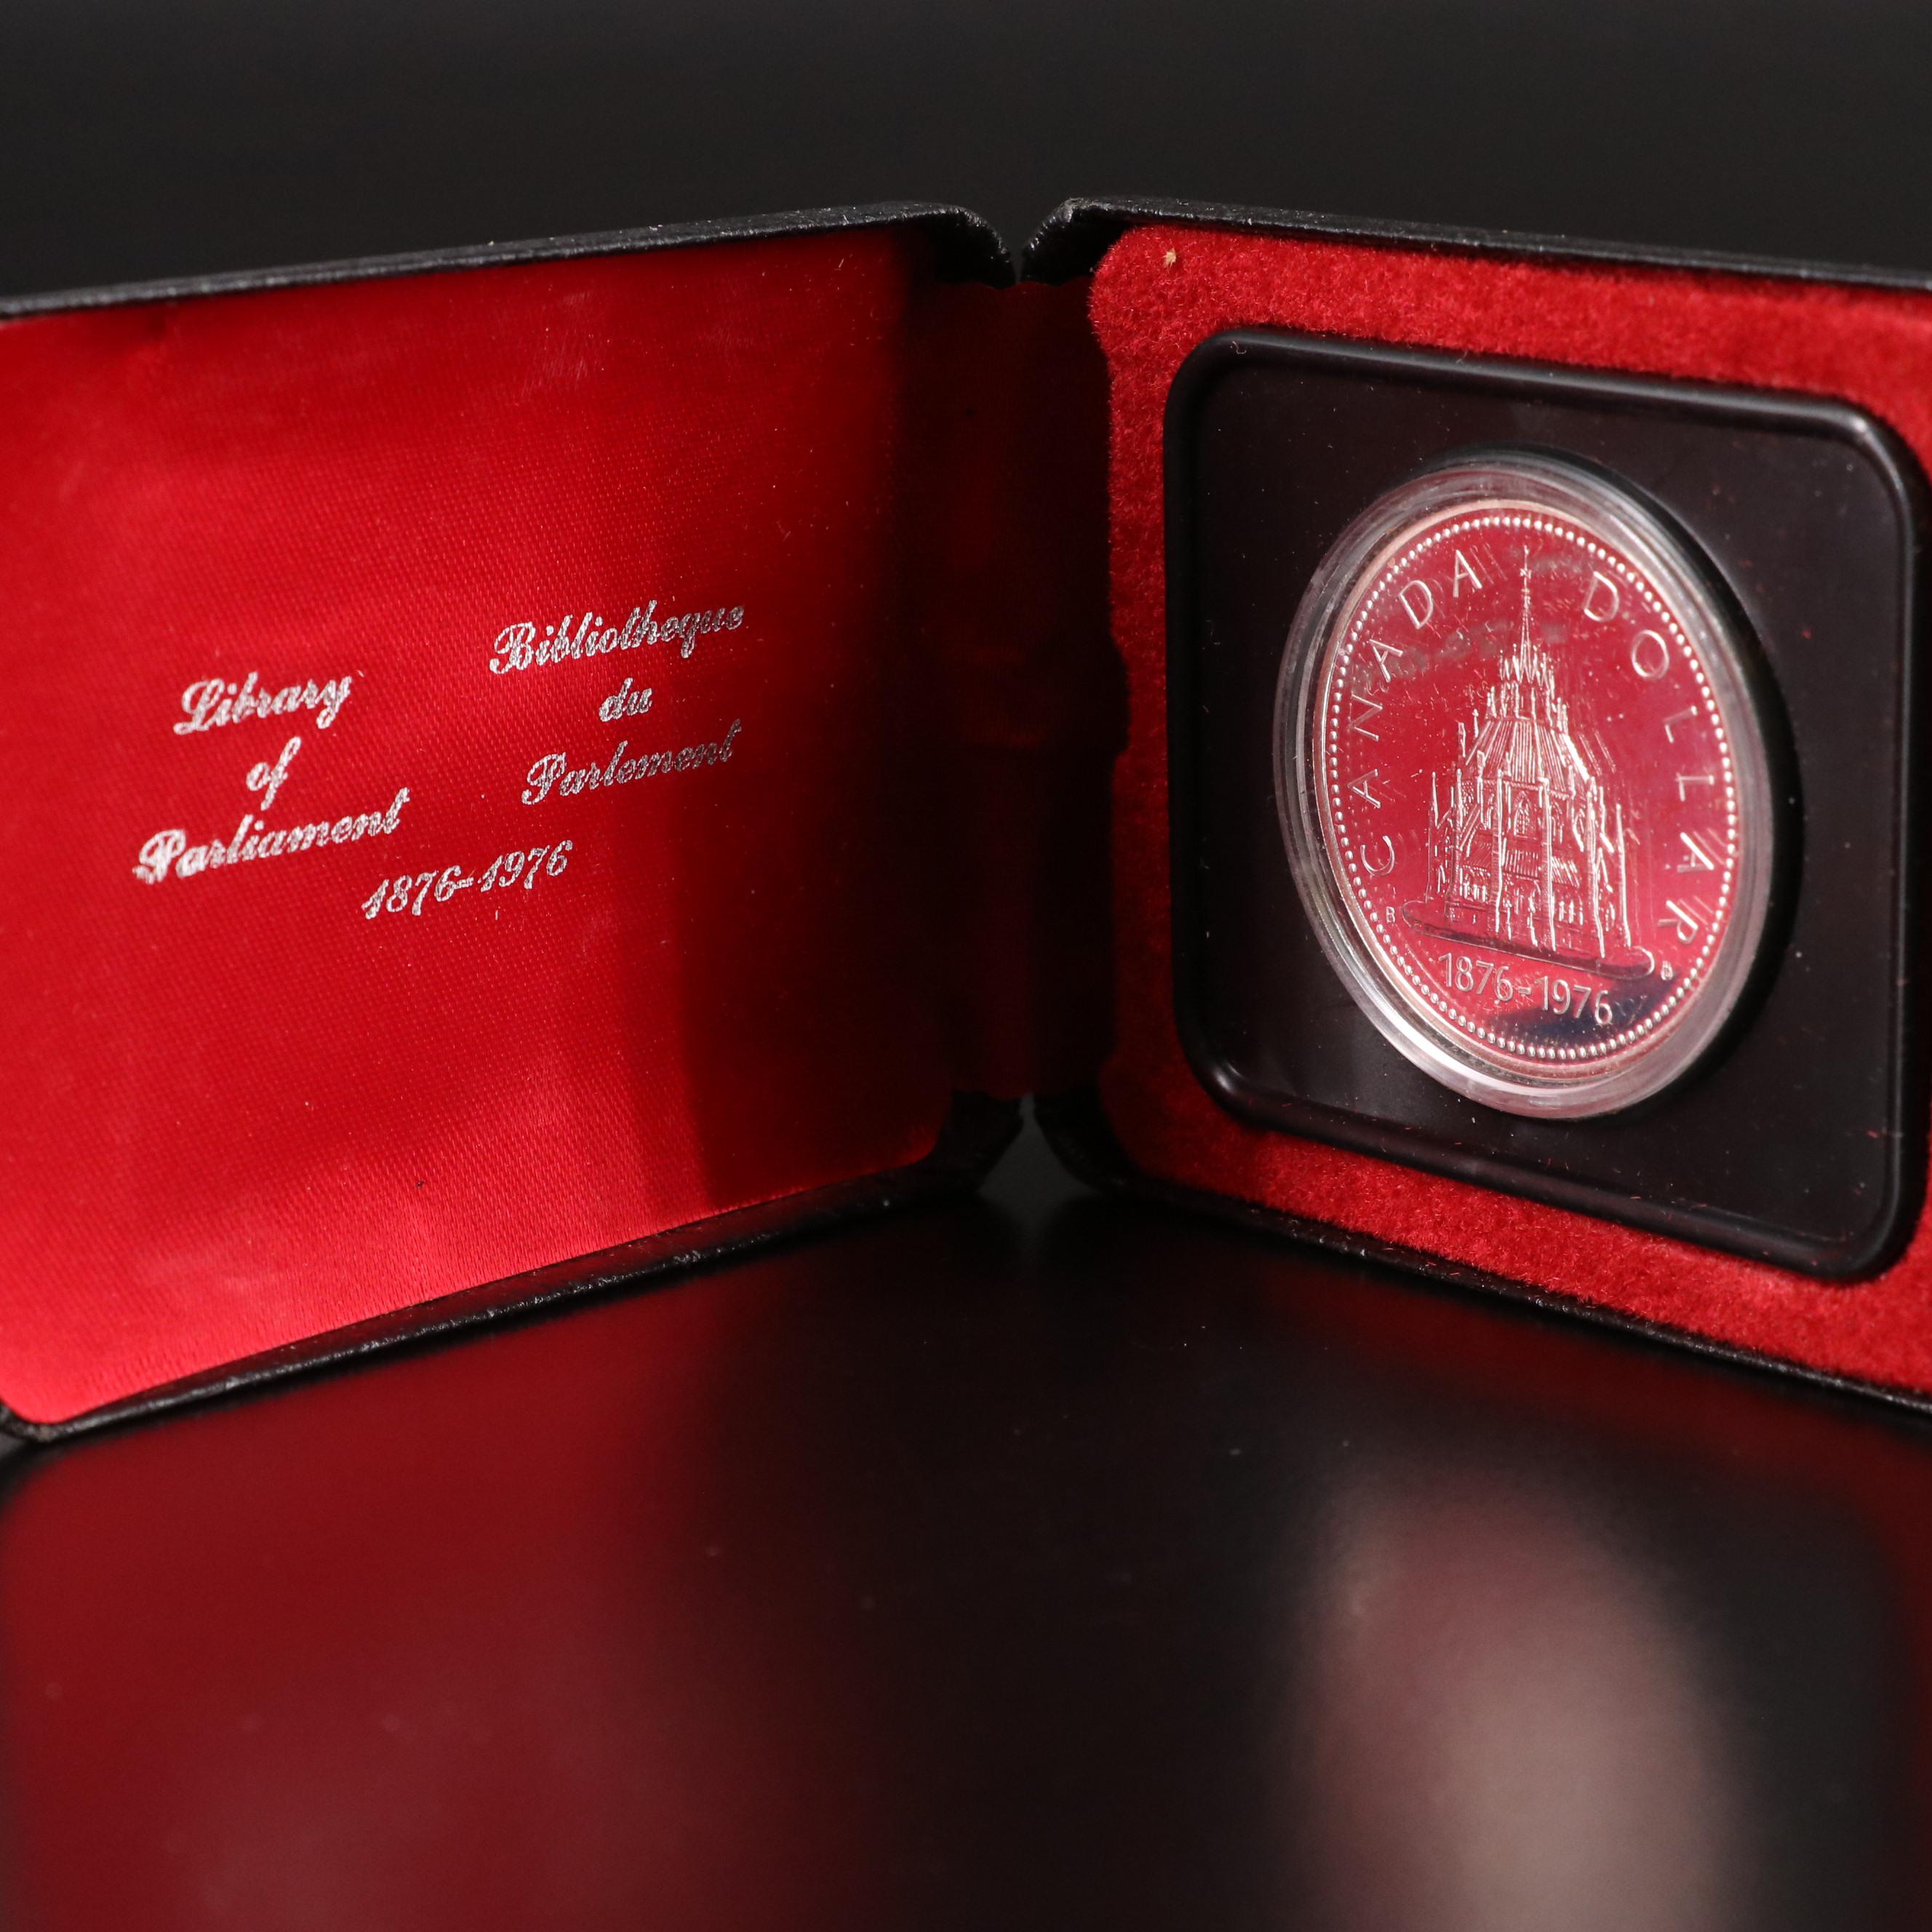 Library
of
Parliament
Bibliotheque
du
Parlement
1876-1976
CANADA DOLLAR
B
1876-1976